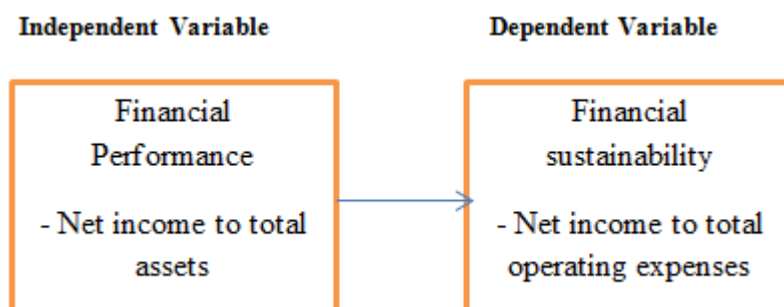 Independent Variable
Dependent Variable
Financial
Performance
- Net income to total
assets
Financial
sustainability
- Net income to total
operating expenses